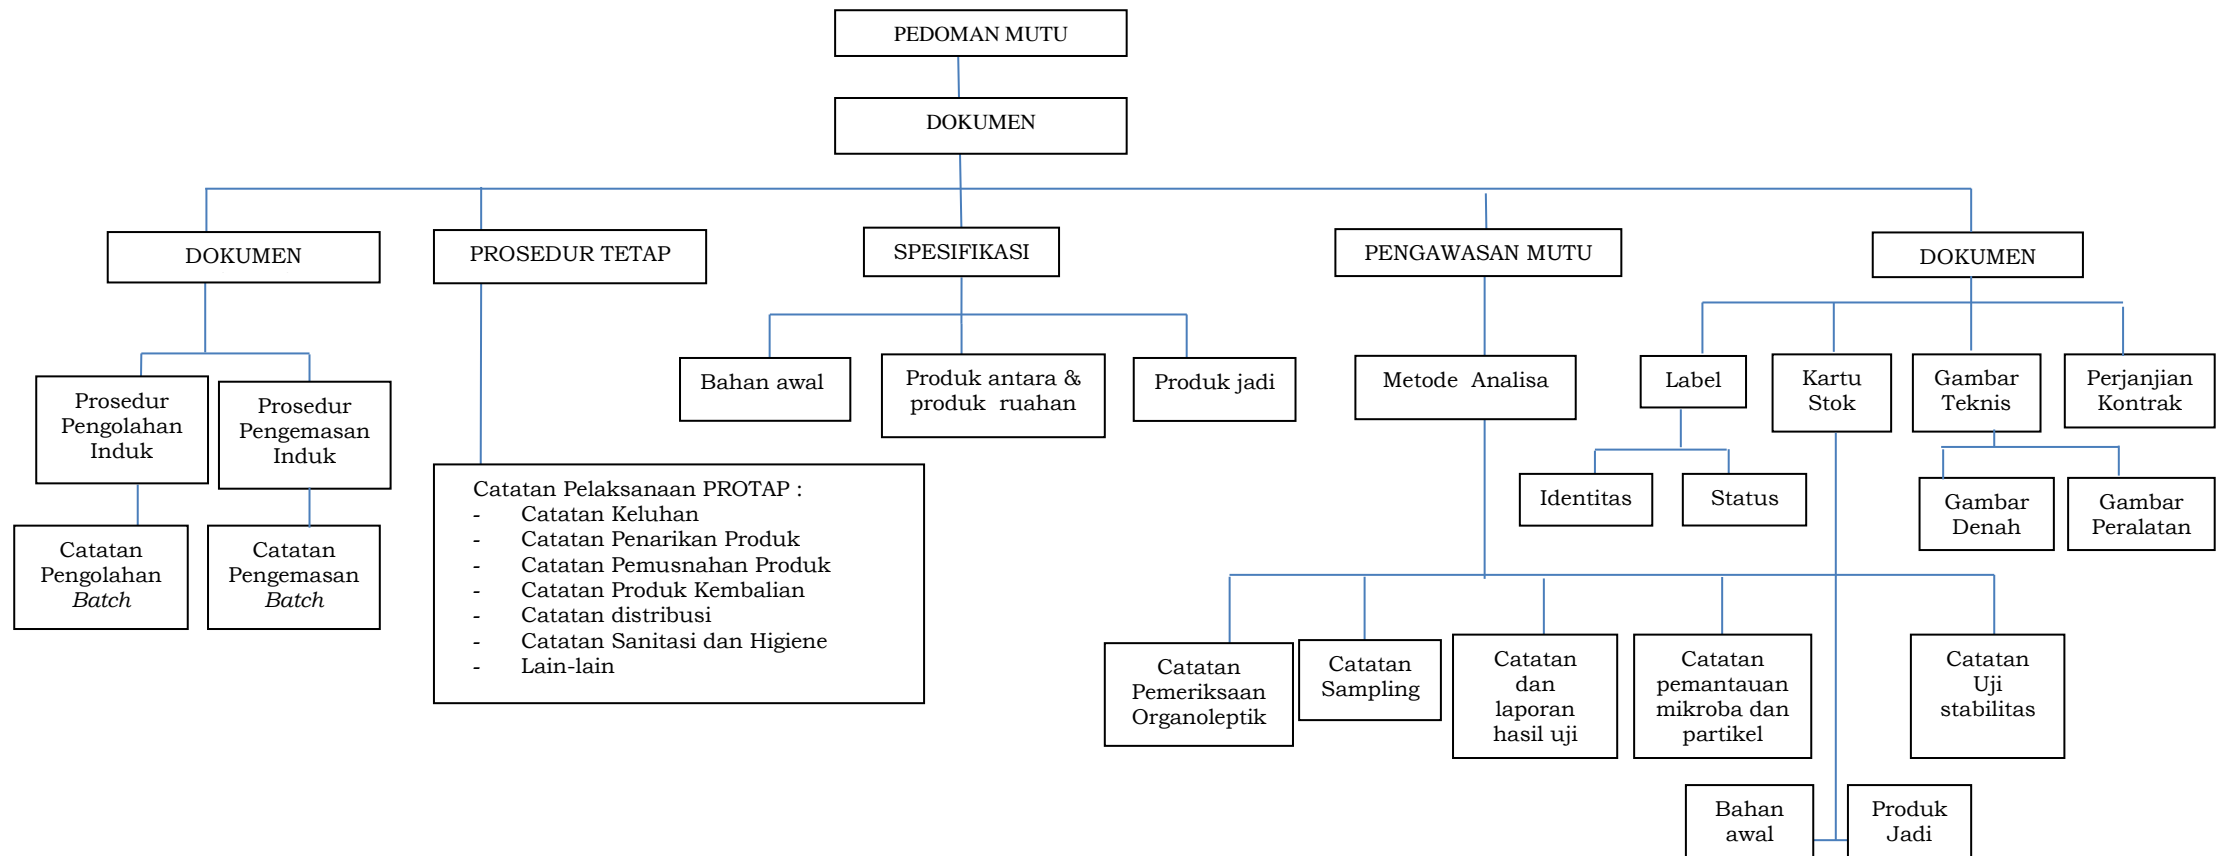 PEDOMAN MUTU
DOKUMEN
DOKUMEN
PROSEDUR TETAP
SPESIFIKASI
PENGAWASAN MUTU
DOKUMEN
Prosedur
Pengolahan
Induk
Prosedur
Pengemasan
Induk
Catatan
Pengolahan
Batch
Catatan
Pengemasan
Batch
Catatan Pelaksanaan PROTAP :
- Catatan Keluhan
- Catatan Penarikan Produk
- Catatan Pemusnahan Produk
- Catatan Produk Kembalian
- Catatan distribusi
- Catatan Sanitasi dan Higiene
- Lain-lain
Bahan awal
Produk antara &
produk ruahan
Produk jadi
Metode Analisa
Catatan
Pemeriksaan
Organoleptik
Catatan
Sampling
Catatan
dan
laporan
hasil uji
Catatan
pemantauan
mikroba dan
partikel
Catatan
Uji
stabilitas
Label
Kartu
Stok
Gambar
Teknis
Perjanjian
Kontrak
Identitas
Status
Gambar
Denah
Gambar
Peralatan
Bahan
awal
Produk
Jadi